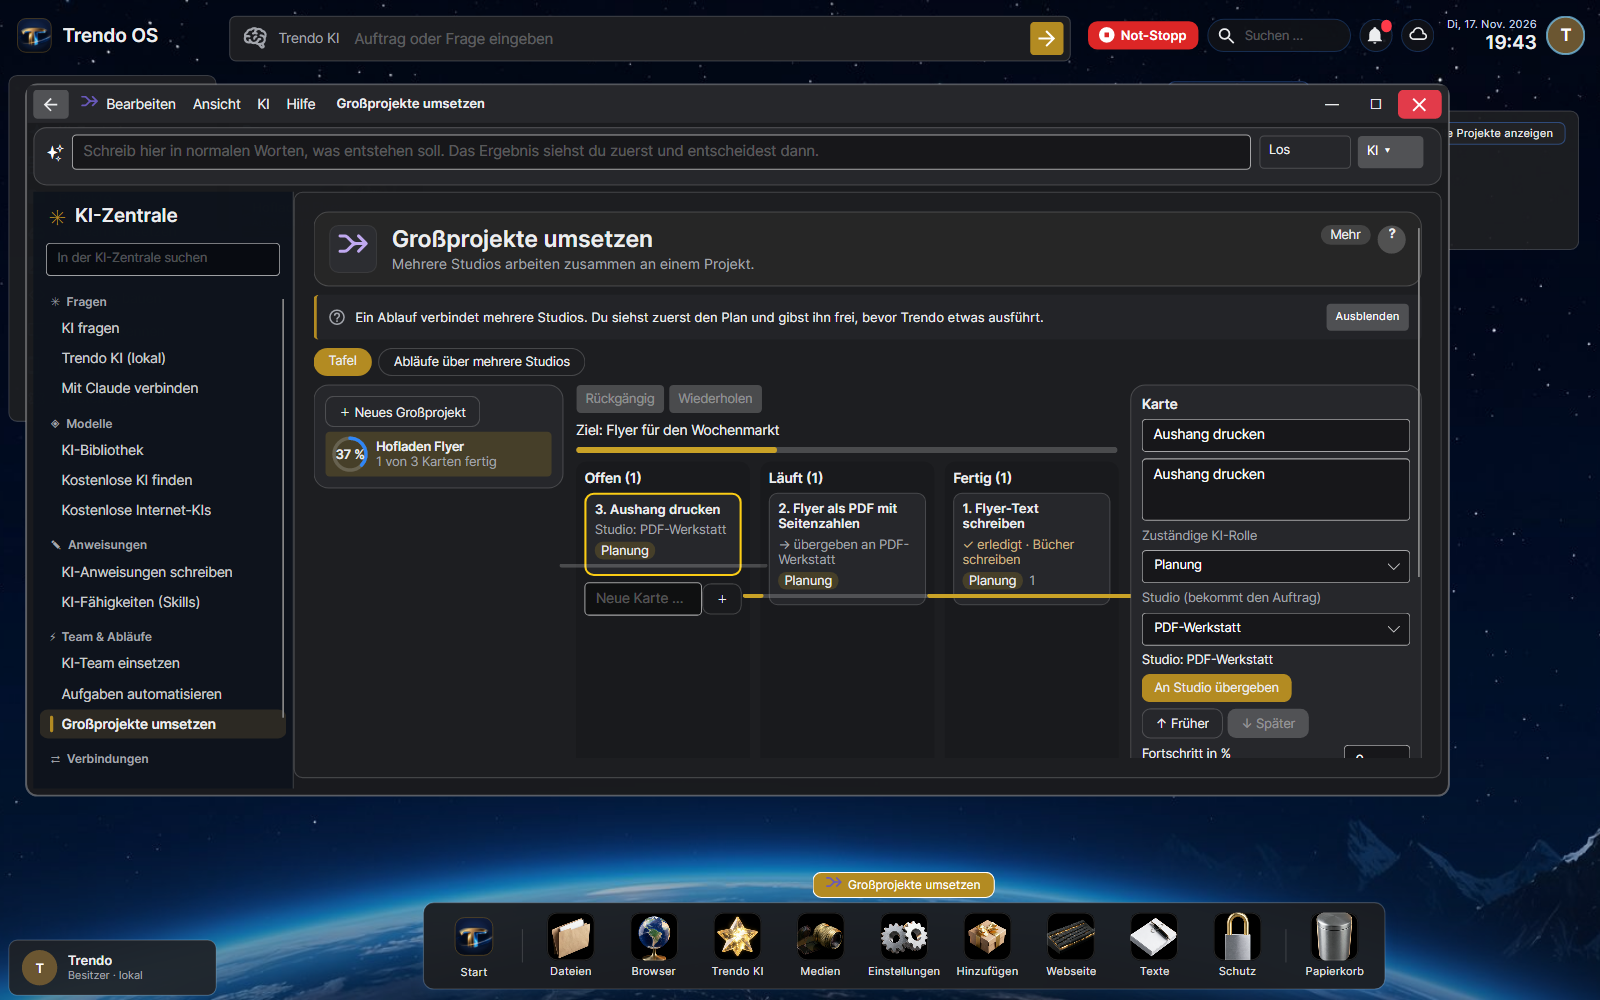 Trendo OS
Trendo KI
Auftrag oder Frage eingeben
Not-Stopp
Suchen ...
Di, 17. Nov. 2026
19:43
T
Bearbeiten
Ansicht
KI
Hilfe
Großprojekte umsetzen
e Projekte anzeigen
Schreib hier in normalen Worten, was entstehen soll. Das Ergebnis siehst du zuerst und entscheidest dann.
Los
KI
KI-Zentrale
In der KI-Zentrale suchen
Fragen
KI fragen
Trendo KI (lokal)
Mit Claude verbinden
Modelle
KI-Bibliothek
Kostenlose KI finden
Kostenlose Internet-KIs
Anweisungen
KI-Anweisungen schreiben
KI-Fähigkeiten (Skills)
Team & Abläufe
KI-Team einsetzen
Aufgaben automatisieren
Großprojekte umsetzen
Verbindungen
Großprojekte umsetzen
Mehrere Studios arbeiten zusammen an einem Projekt.
Mehr
?
Ein Ablauf verbindet mehrere Studios. Du siehst zuerst den Plan und gibst ihn frei, bevor Trendo etwas ausführt.
Ausblenden
Tafel
Abläufe über mehrere Studios
+ Neues Großprojekt
37 %
Hofladen Flyer
1 von 3 Karten fertig
Rückgängig
Wiederholen
Ziel: Flyer für den Wochenmarkt
Offen (1)
3. Aushang drucken
Studio: PDF-Werkstatt
Planung
Neue Karte ...
+
Läuft (1)
2. Flyer als PDF mit
Seitenzahlen
→ übergeben an PDF-
Werkstatt
Planung
Fertig (1)
1. Flyer-Text
schreiben
✓ erledigt · Bücher
schreiben
Planung 1
Karte
Aushang drucken
Aushang drucken
Zuständige KI-Rolle
Planung
Studio (bekommt den Auftrag)
PDF-Werkstatt
Studio: PDF-Werkstatt
An Studio übergeben
↑ Früher
↓ Später
Fortschritt in %
Großprojekte umsetzen
T
Trendo
Besitzer · lokal
Start
Dateien
Browser
Trendo KI
Medien
Einstellungen
Hinzufügen
Webseite
Texte
Schutz
Papierkorb